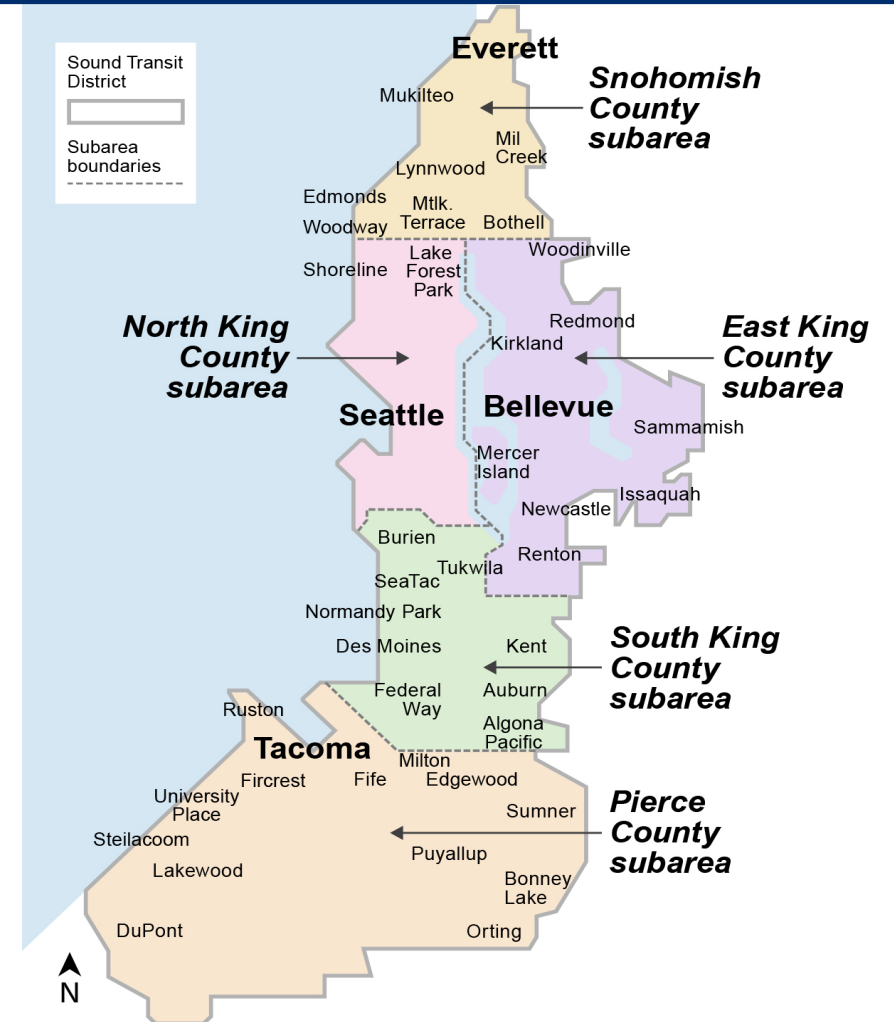 Sound Transit
District
Subarea
boundaries
Everett
Snohomish
County
subarea
Mukilteo
Mil
Creek
Lynnwood
Edmonds
Mtlk.
Terrace
Bothell
Woodway
Woodinville
Shoreline
Lake
Forest
Park
North King
County
subarea
Redmond
Kirkland
East King
County
subarea
Seattle
Bellevue
Sammamish
Mercer
Island
Issaquah
Newcastle
Burien
Renton
Tukwila
SeaTac
Normandy Park
Des Moines
Kent
South King
County
subarea
Federal
Way
Auburn
Algona
Pacific
Ruston
Tacoma
Milton
Fircrest
Fife
Edgewood
University
Place
Sumner
Pierce
County
subarea
Steilacoom
Puyallup
Lakewood
Bonney
Lake
DuPont
Orting
N